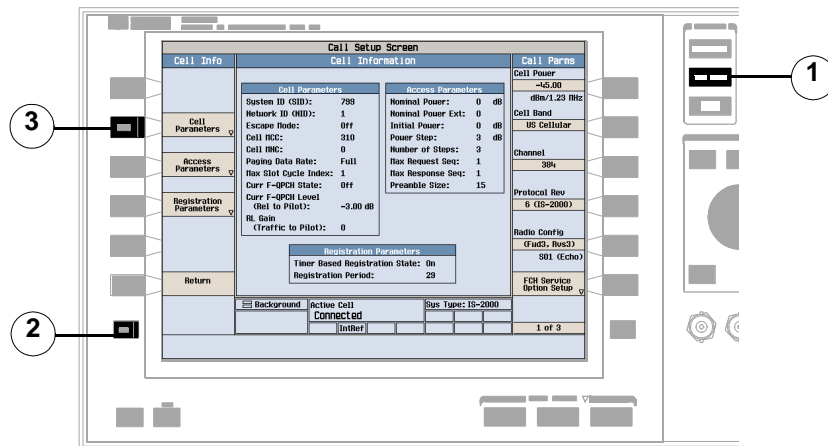 Call Setup Screen
Cell Info
Cell Information
Call Parms
Cell Parameters
System ID (SID): 799
Network ID (NID): 1
Escape Mode: Off
Cell MCC: 310
Cell MNC: 0
Paging Data Rate: Full
Max Slot Cycle Index: 1
Curr F-QPCH State: Off
Curr F-QPCH Level
(Rel to Pilot): -3.00 dB
RL Gain
(Traffic to Pilot): 0
Access Parameters
Nominal Power: 0 dB
Nominal Power Ext: 0
Initial Power: 0 dB
Power Step: 3 dB
Number of Steps: 3
Max Request Seq: 1
Max Response Seq: 1
Preamble Size: 15
Registration Parameters
Timer Based Registration State: On
Registration Period: 29
Cell
Parameters
Access
Parameters
Registration
Parameters
Return
Cell Power
-45.00
dBm/1.23 MHz
Cell Band
US Cellular
Channel
384
Protocol Rev
6 (IS-2000)
Radio Config
(Fwd3, Rvs3)
SO1 (Echo)
FCH Service
Option Setup
Background
Active Cell
Connected
Sys Type: IS-2000
IntRef
1 of 3
1
3
2